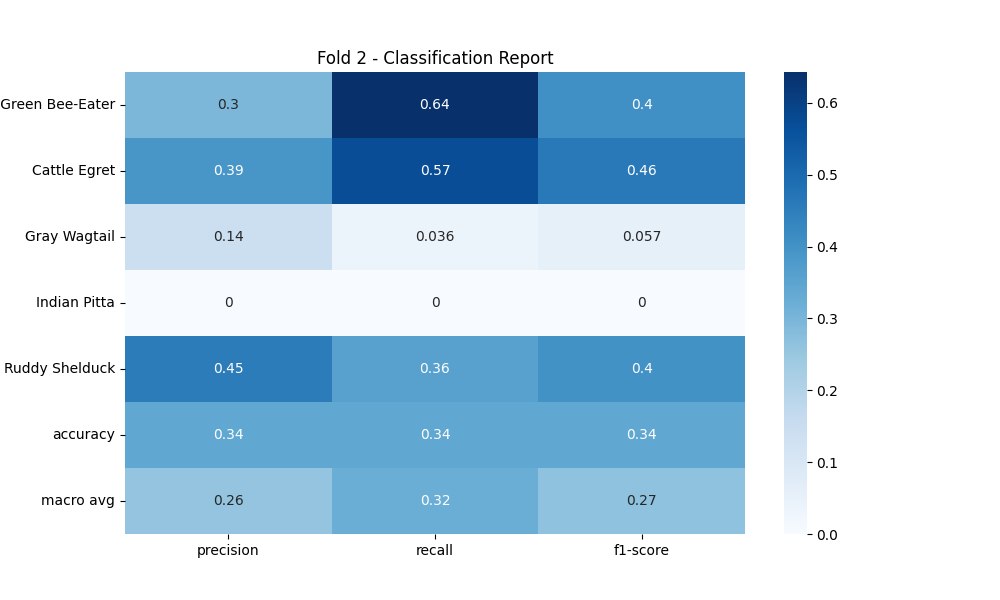 Fold 2 - Classification Report
Green Bee-Eater 0.3 0.64 0.4
Cattle Egret 0.39 0.57 0.46
Gray Wagtail 0.14 0.036 0.057
Indian Pitta 0 0 0
Ruddy Shelduck 0.45 0.36 0.4
accuracy 0.34 0.34 0.34
macro avg 0.26 0.32 0.27
precision recall f1-score
0.6
0.5
0.4
0.3
0.2
0.1
0.0